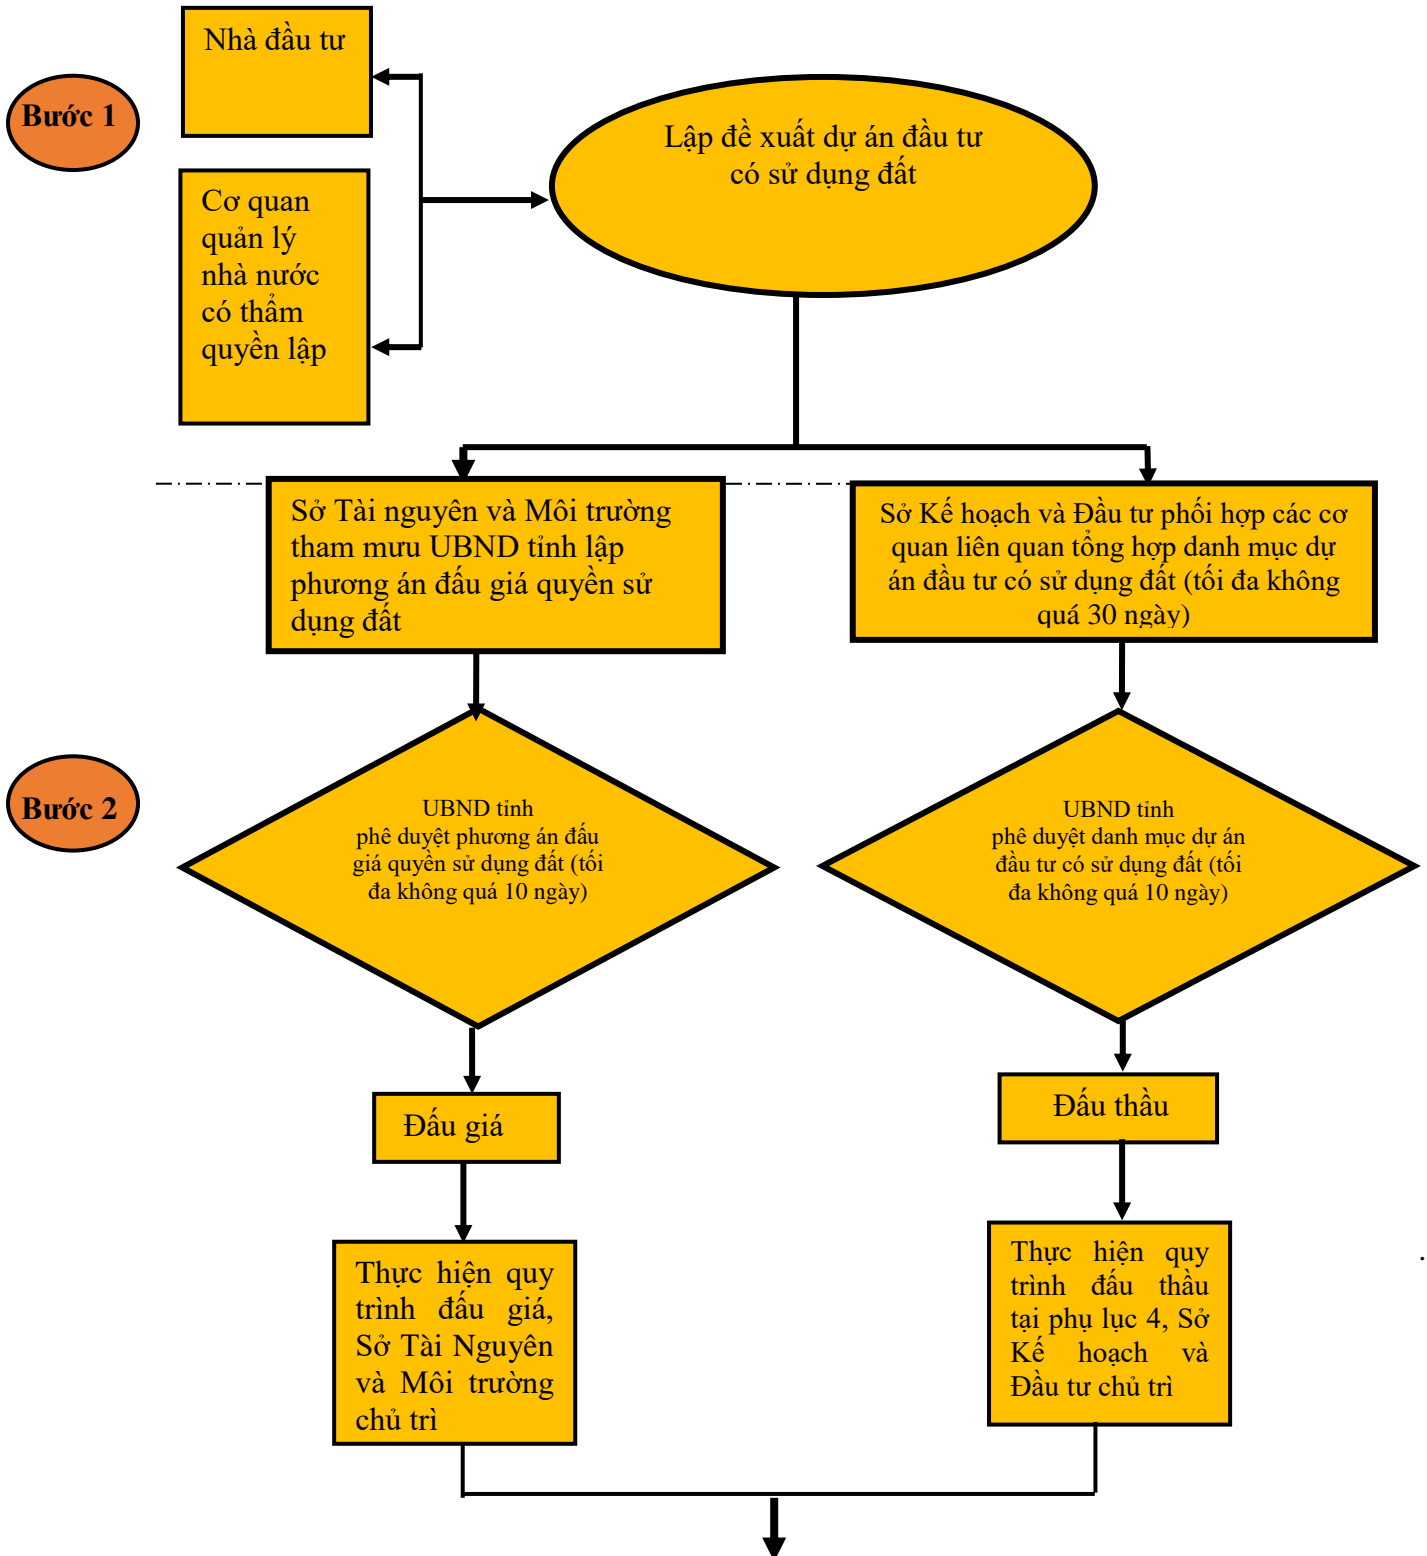 Nhà đầu tư
Bước 1
Lập đề xuất dự án đầu tư
có sử dụng đất
Cơ quan
quản lý
nhà nước
có thẩm
quyền lập
Sở Tài nguyên và Môi trường
tham mưu UBND tỉnh lập
phương án đấu giá quyền sử
dụng đất
Sở Kế hoạch và Đầu tư phối hợp các cơ
quan liên quan tổng hợp danh mục dự
án đầu tư có sử dụng đất (tối đa không
quá 30 ngày)
Bước 2
UBND tỉnh
phê duyệt phương án đấu
giá quyền sử dụng đất (tối
đa không quá 10 ngày)
UBND tỉnh
phê duyệt danh mục dự án
đầu tư có sử dụng đất (tối
đa không quá 10 ngày)
Đấu giá
Đấu thầu
Thực hiện quy
trình đấu giá,
Sở Tài Nguyên
và Môi trường
chủ trì
Thực hiện quy
trình đấu thầu
tại phụ lục 4, Sở
Kế hoạch và
Đầu tư chủ trì
.